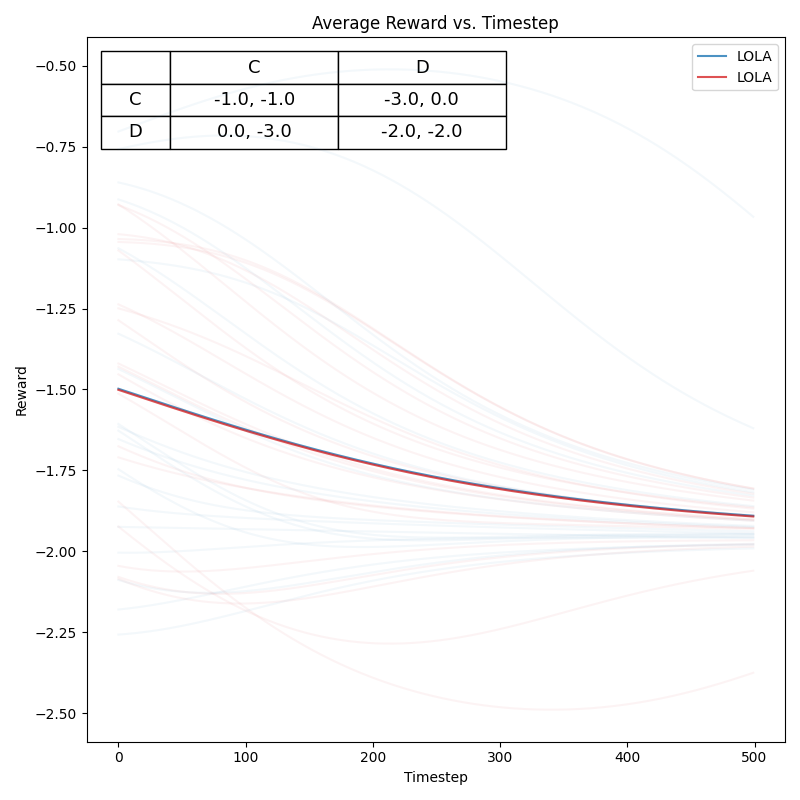 Average Reward vs. Timestep
LOLA
LOLA
C D
C -1.0, -1.0 -3.0, 0.0
D 0.0, -3.0 -2.0, -2.0
Reward
−0.50
−0.75
−1.00
−1.25
−1.50
−1.75
−2.00
−2.25
−2.50
0 100 200 300 400 500
Timestep